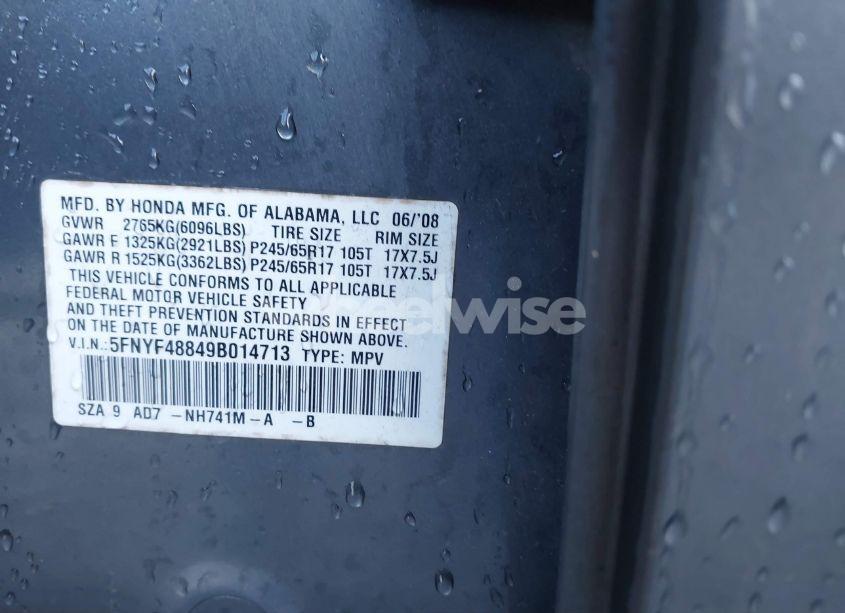 MFD. BY HONDA MFG. OF ALABAMA, LLC 06/'08
GVWR 2765KG(6096LBS) TIRE SIZE RIM SIZE
GAWR F 1325KG(2921LBS) P245/65R17 105T 17X7.5J
GAWR R 1525KG(3362LBS) P245/65R17 105T 17X7.5J
THIS VEHICLE CONFORMS TO ALL APPLICABLE
FEDERAL MOTOR VEHICLE SAFETY
AND THEFT PREVENTION STANDARDS IN EFFECT
ON THE DATE OF MANUFACTURE SHOWN ABOVE.
V.I.N.:5FNYF48849B014713 TYPE: MPV
SZA 9 AD7 -NH741M-A -B